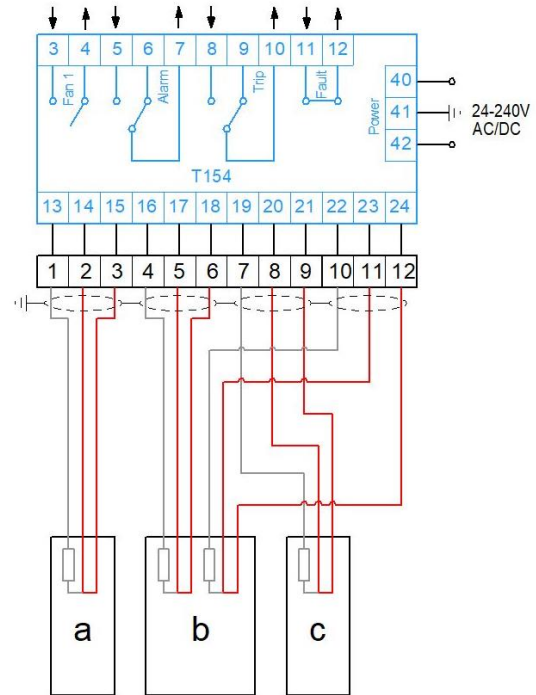 3 4 5 6 7 8 9 10 11 12
Fan 1
Alarm
Trip
Fault
Power
40
41
42
24-240V
AC/DC
T154
13 14 15 16 17 18 19 20 21 22 23 24
1 2 3 4 5 6 7 8 9 10 11 12
a b c